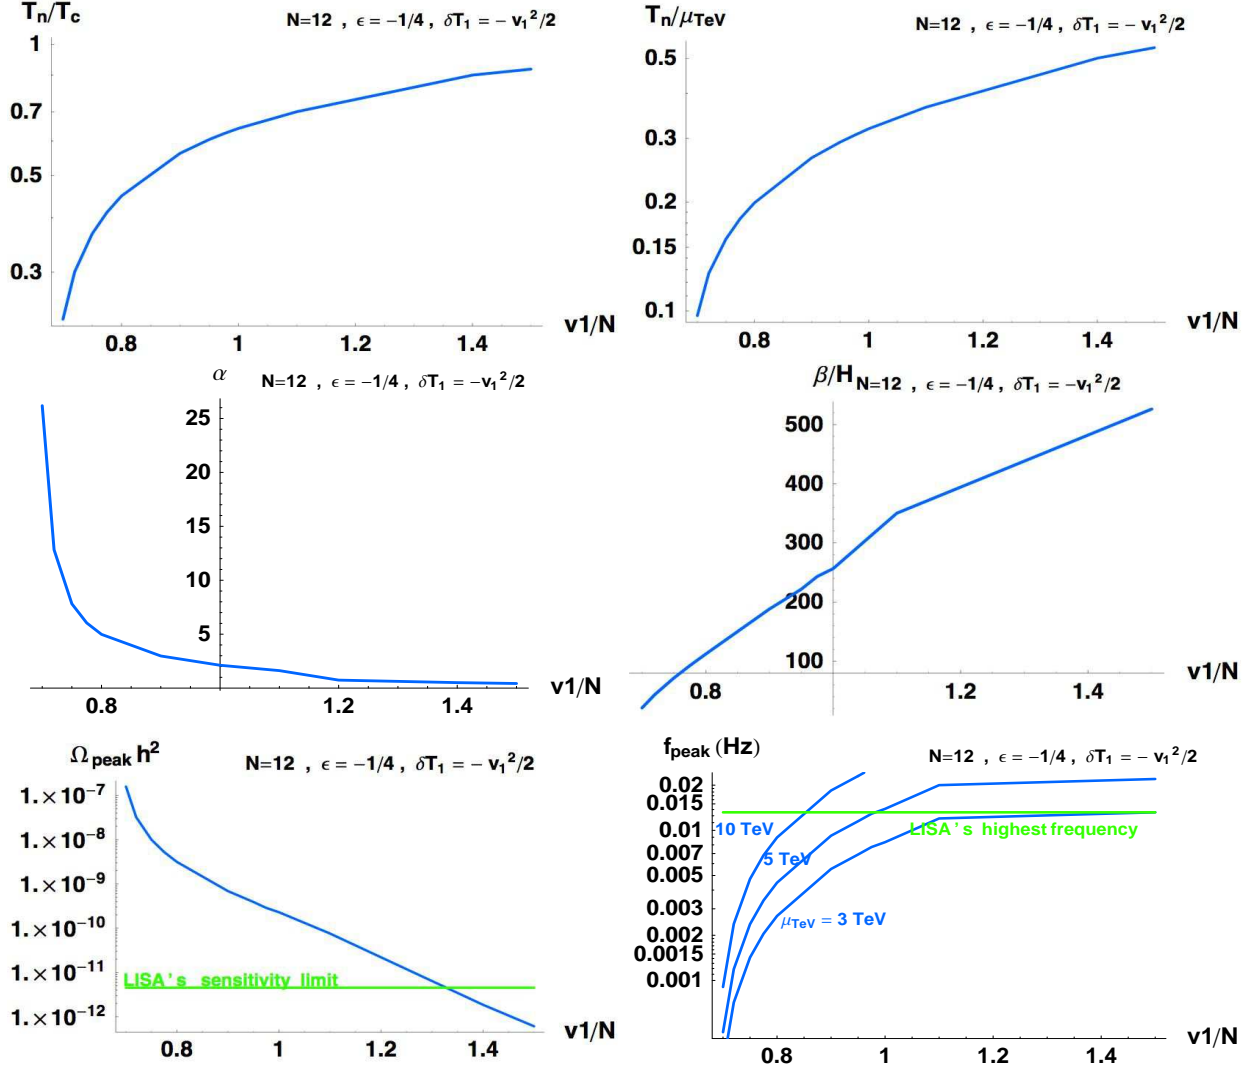 Tₙ/T꜀
N=12 , ϵ = −1/4 , δT₁ = − v₁²/2
1
0.7
0.5
0.3
0.8 1 1.2 1.4
v1/N
Tₙ/μTeV
N=12 , ϵ = −1/4 , δT₁ = − v₁²/2
0.5
0.3
0.2
0.15
0.1
0.8 1 1.2 1.4
v1/N
α
N=12 , ϵ = −1/4 , δT₁ = −v₁²/2
25
20
15
10
5
0.8 1.2 1.4
v1/N
β/H
N=12 , ϵ = −1/4 , δT₁ = −v₁²/2
500
400
300
200
100
0.8 1.2 1.4
v1/N
Ωpeak h²
N=12 , ϵ = −1/4 , δT₁ = − v₁²/2
1.×10⁻⁷
1.×10⁻⁸
1.×10⁻⁹
1.×10⁻¹⁰
1.×10⁻¹¹
LISA's sensitivity limit
1.×10⁻¹²
0.8 1 1.2 1.4
v1/N
fpeak (Hz)
N=12 , ϵ = −1/4 , δT₁ = − v₁²/2
0.02
0.015
0.01
0.007
0.005
0.003
0.002
0.0015
0.001
10 TeV
LISA's highest frequency
5 TeV
μTeV = 3 TeV
0.8 1 1.2 1.4
v1/N